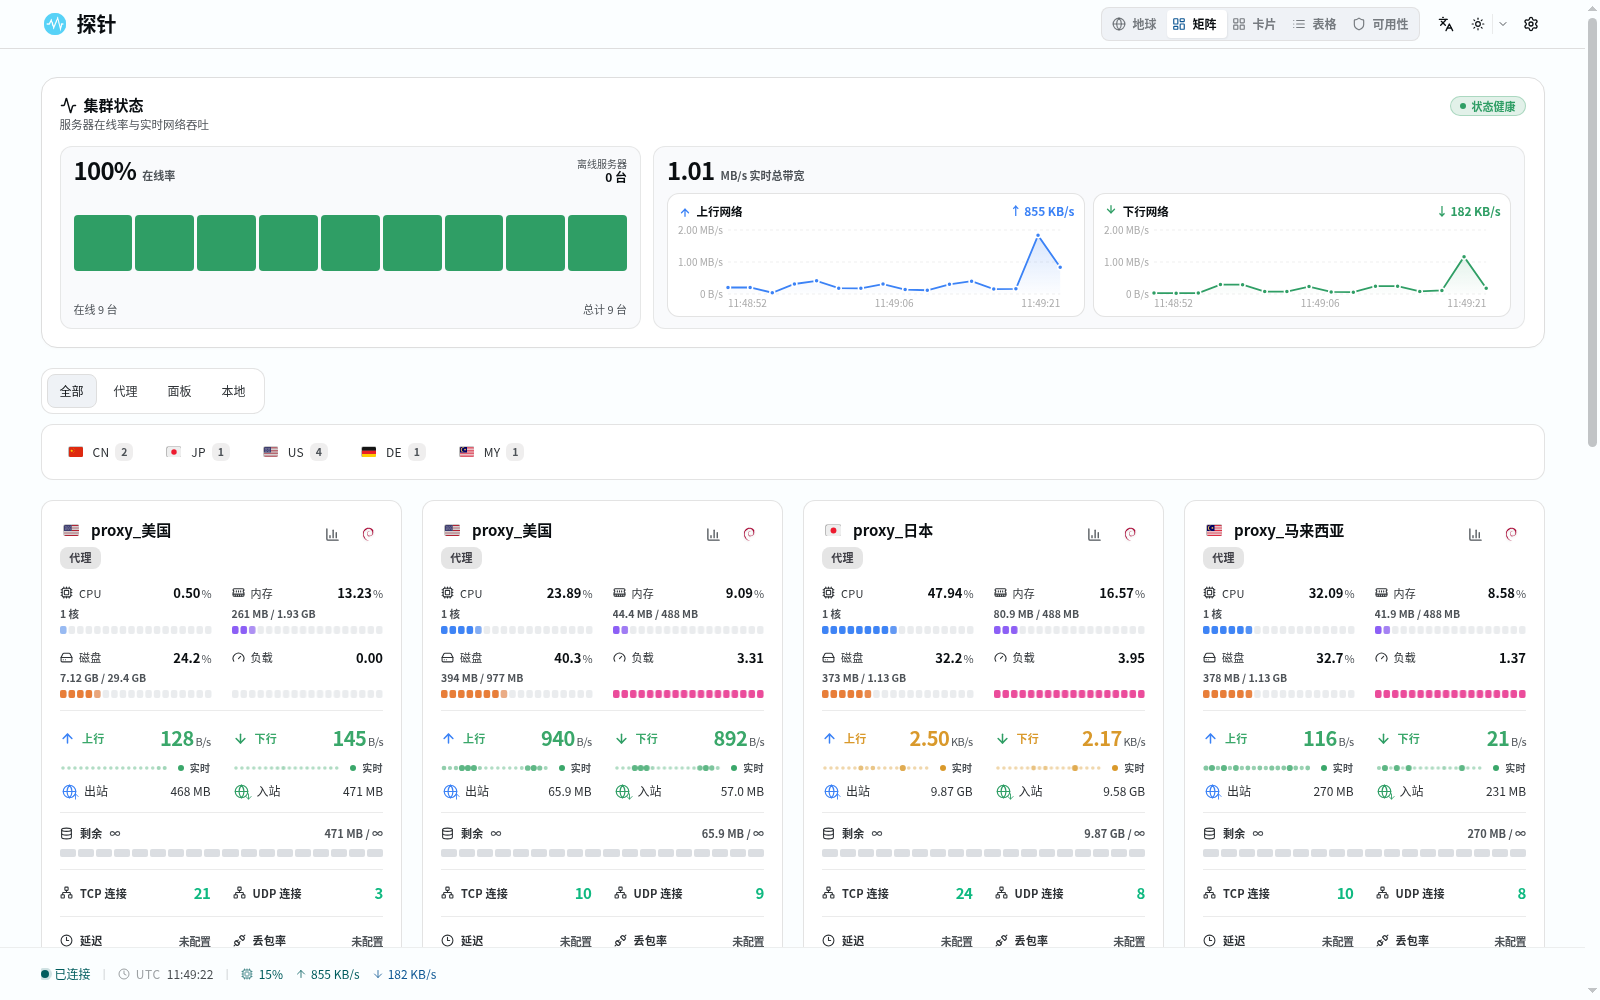 探针
地球 矩阵 卡片 表格 可用性
集群状态
状态健康
服务器在线率与实时网络吞吐
100% 在线率
离线服务器
0 台
在线 9 台 总计 9 台
1.01 MB/s 实时总带宽
上行网络 ↑ 855 KB/s
2.00 MB/s
1.00 MB/s
0 B/s
11:48:52 11:49:06 11:49:21
下行网络 ↓ 182 KB/s
2.00 MB/s
1.00 MB/s
0 B/s
11:48:52 11:49:06 11:49:21
全部 代理 面板 本地
CN 2 JP 1 US 4 DE 1 MY 1
proxy_美国
代理
CPU 0.50% 内存 13.23%
1 核 261 MB / 1.93 GB
磁盘 24.2% 负载 0.00
7.12 GB / 29.4 GB
上行 128 B/s 下行 145 B/s
实时 实时
出站 468 MB 入站 471 MB
剩余 ∞ 471 MB / ∞
TCP 连接 21 UDP 连接 3
延迟 未配置 丢包率 未配置
proxy_美国
代理
CPU 23.89% 内存 9.09%
1 核 44.4 MB / 488 MB
磁盘 40.3% 负载 3.31
394 MB / 977 MB
上行 940 B/s 下行 892 B/s
实时 实时
出站 65.9 MB 入站 57.0 MB
剩余 ∞ 65.9 MB / ∞
TCP 连接 10 UDP 连接 9
延迟 未配置 丢包率 未配置
proxy_日本
代理
CPU 47.94% 内存 16.57%
1 核 80.9 MB / 488 MB
磁盘 32.2% 负载 3.95
373 MB / 1.13 GB
上行 2.50 KB/s 下行 2.17 KB/s
实时 实时
出站 9.87 GB 入站 9.58 GB
剩余 ∞ 9.87 GB / ∞
TCP 连接 24 UDP 连接 8
延迟 未配置 丢包率 未配置
proxy_马来西亚
代理
CPU 32.09% 内存 8.58%
1 核 41.9 MB / 488 MB
磁盘 32.7% 负载 1.37
378 MB / 1.13 GB
上行 116 B/s 下行 21 B/s
实时 实时
出站 270 MB 入站 231 MB
剩余 ∞ 270 MB / ∞
TCP 连接 10 UDP 连接 8
延迟 未配置 丢包率 未配置
已连接 | UTC 11:49:22 | 15% ↑ 855 KB/s ↓ 182 KB/s